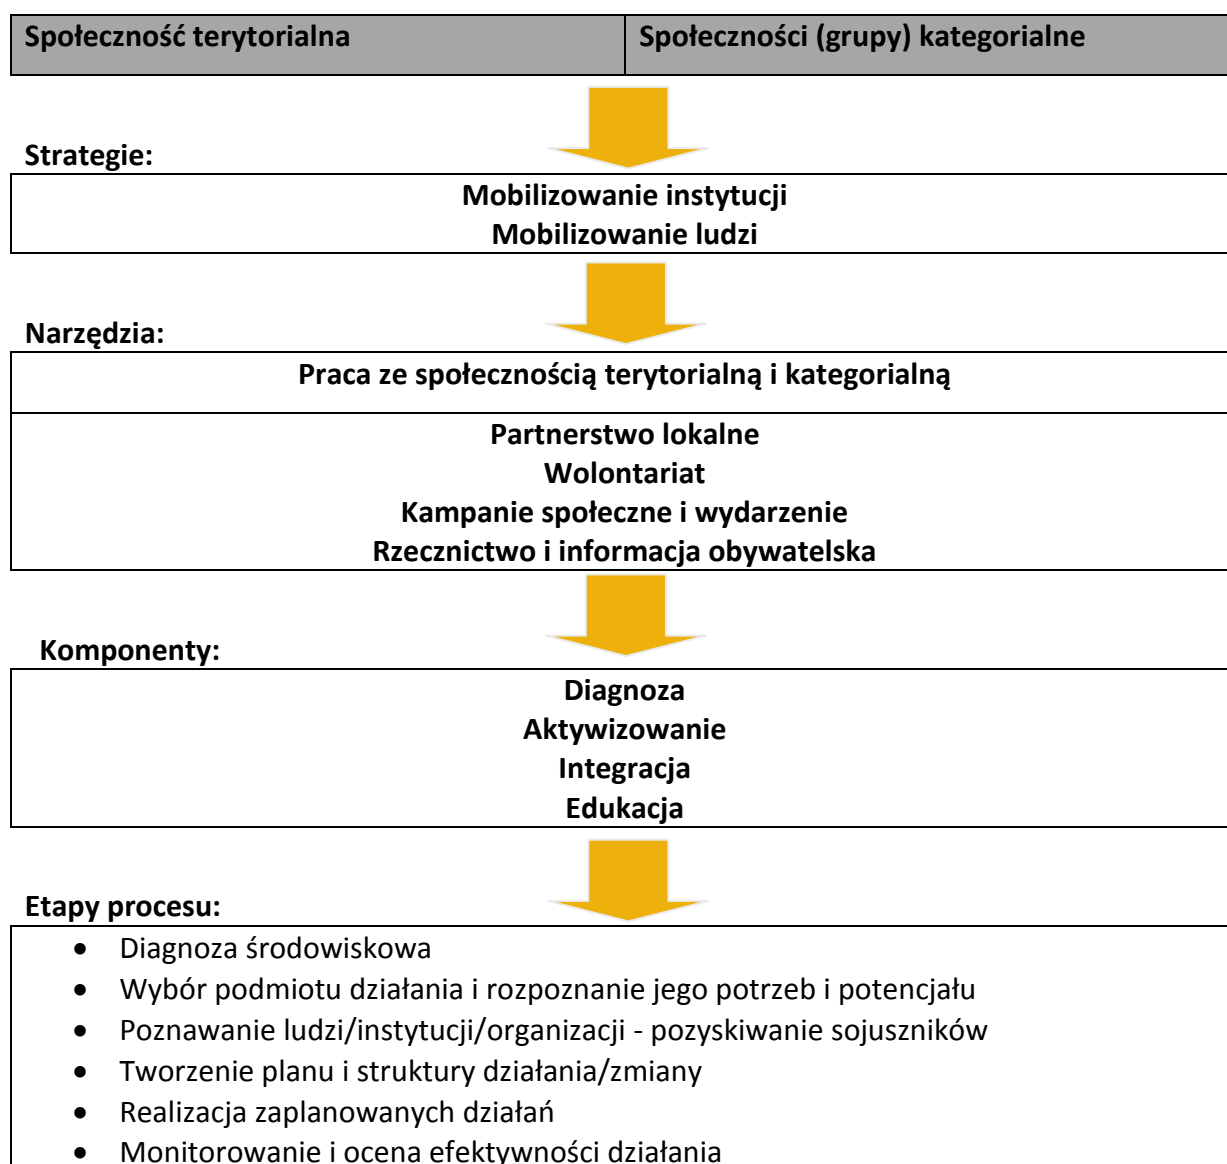 Społeczność terytorialna
Społeczności (grupy) kategorialne
Strategie:
Mobilizowanie instytucji
Mobilizowanie ludzi
Narzędzia:
Praca ze społecznością terytorialną i kategorialną
Partnerstwo lokalne
Wolontariat
Kampanie społeczne i wydarzenie
Rzecznictwo i informacja obywatelska
Komponenty:
Diagnoza
Aktywizowanie
Integracja
Edukacja
Etapy procesu:
• Diagnoza środowiskowa
• Wybór podmiotu działania i rozpoznanie jego potrzeb i potencjału
• Poznawanie ludzi/instytucji/organizacji - pozyskiwanie sojuszników
• Tworzenie planu i struktury działania/zmiany
• Realizacja zaplanowanych działań
• Monitorowanie i ocena efektywności działania